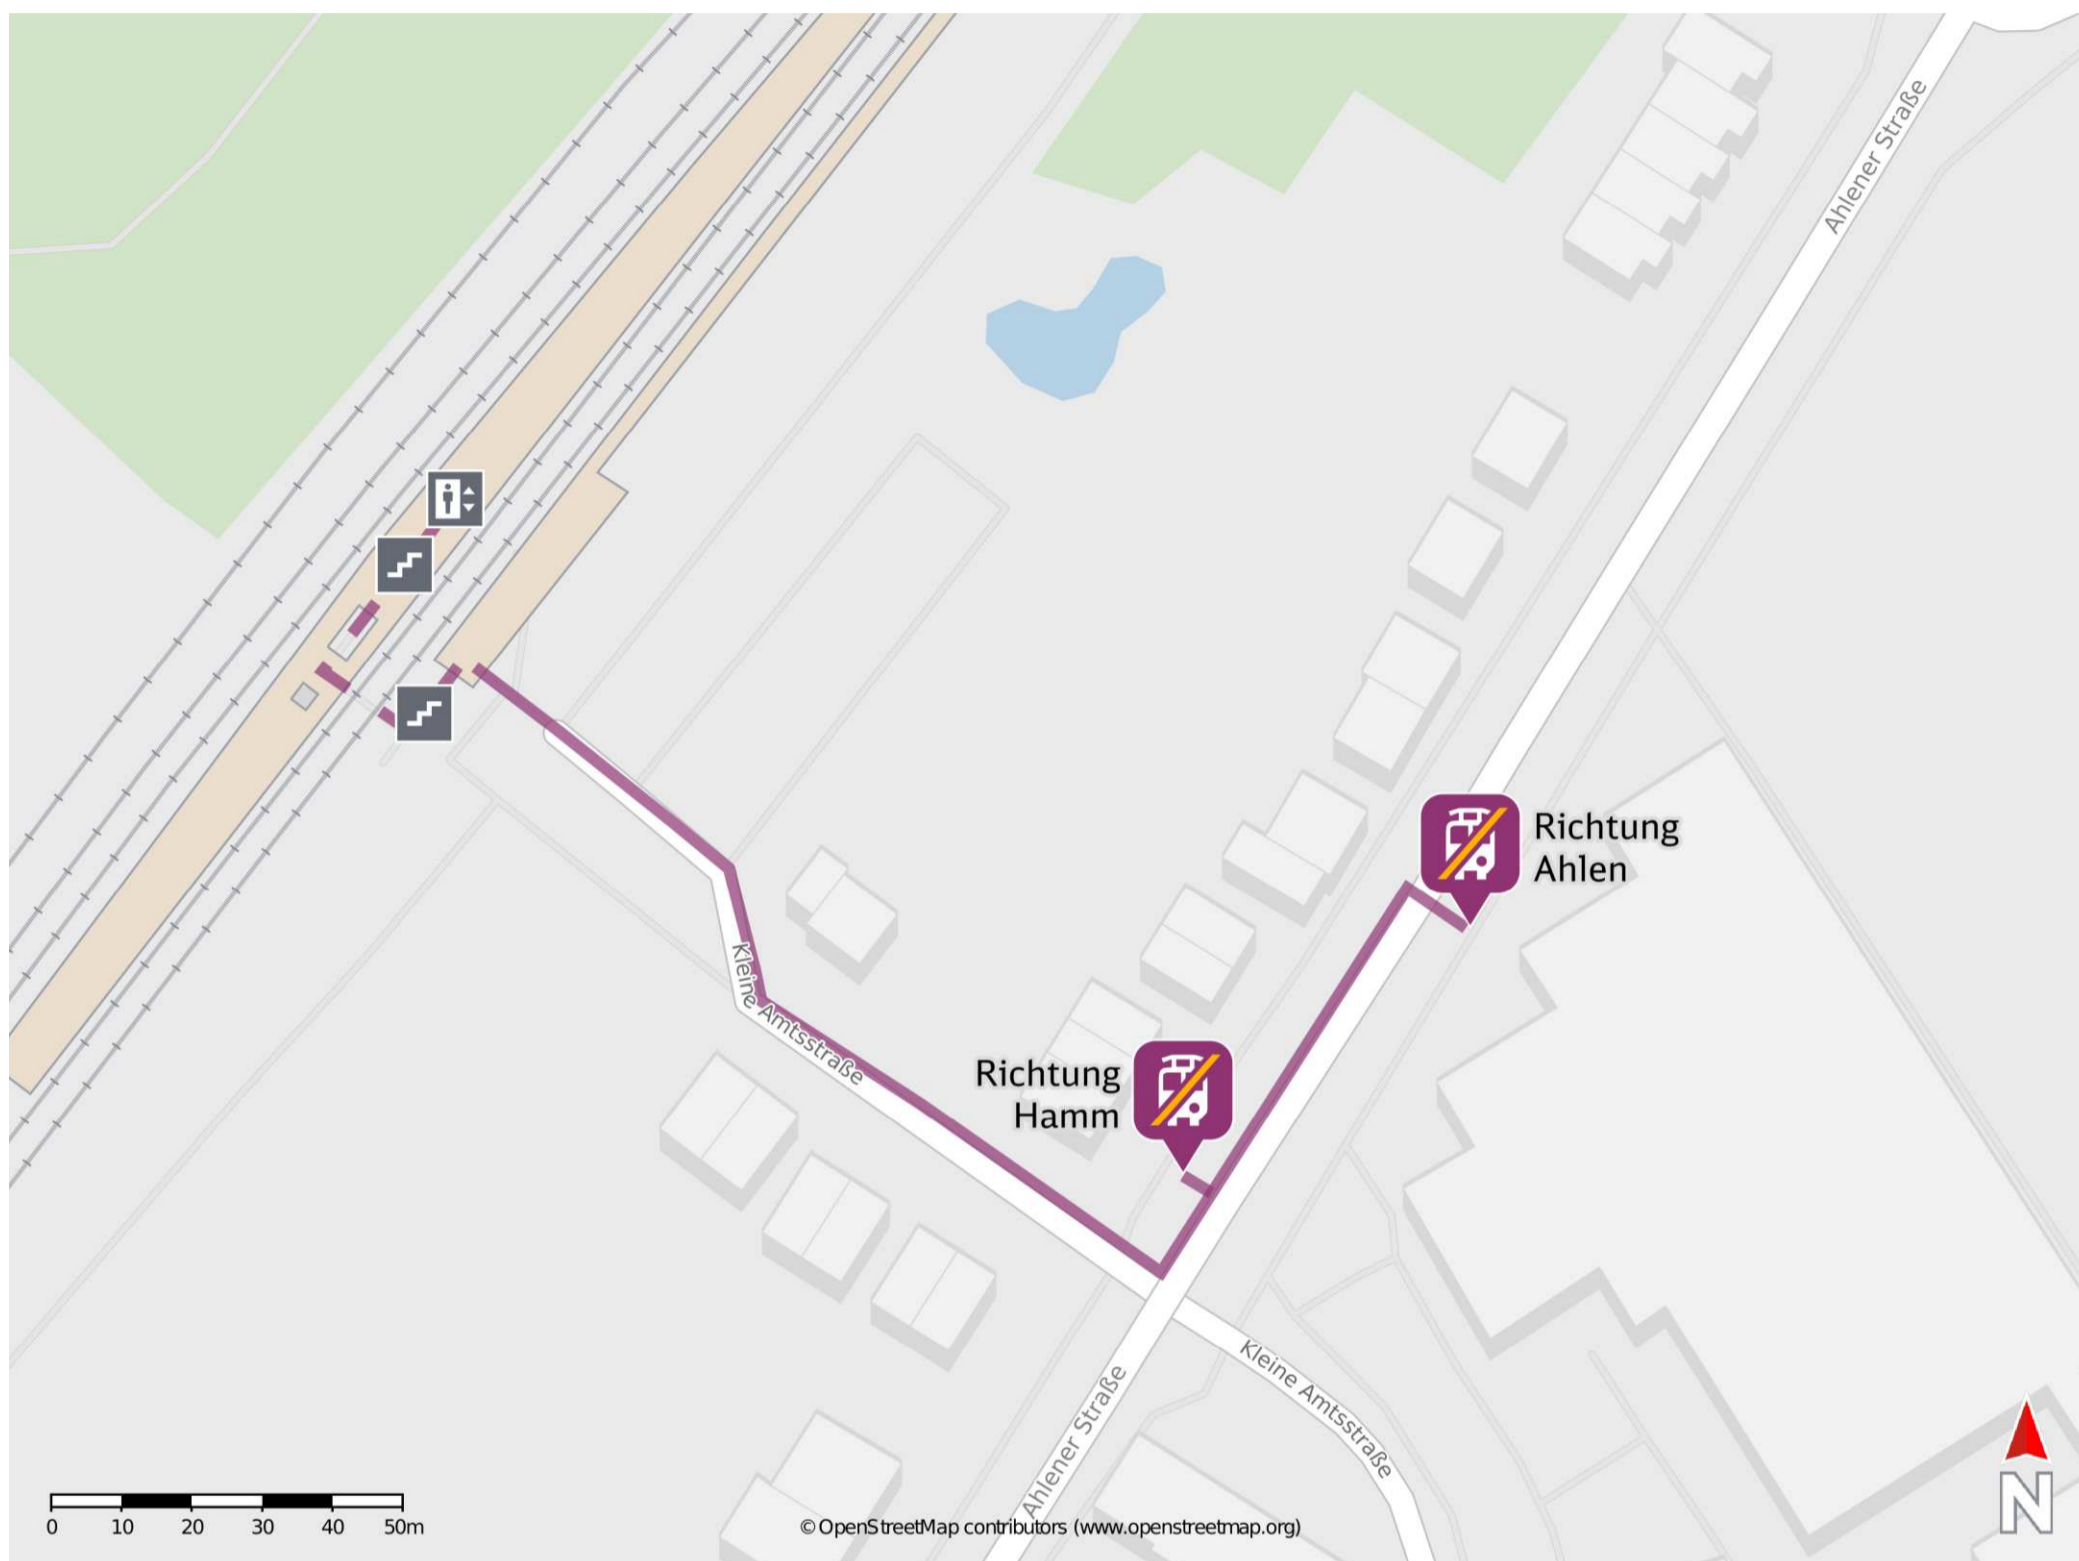 Ahlener Straße
Richtung
Ahlen
Kleine Amtsstraße
Richtung
Hamm
Kleine Amtsstraße
Ahlener Straße
0 10 20 30 40 50m
© OpenStreetMap contributors (www.openstreetmap.org)
N